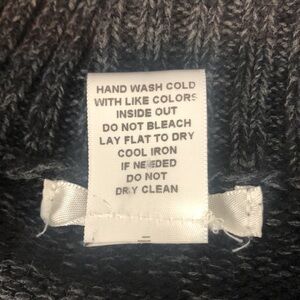 HAND WASH COLD
WITH LIKE COLORS
INSIDE OUT
DO NOT BLEACH
LAY FLAT TO DRY
COOL IRON
IF NEEDED
DO NOT
DRY CLEAN